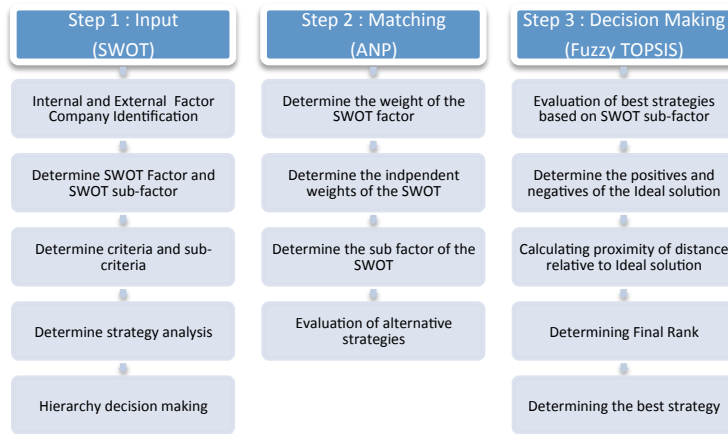 Step 1 : Input
(SWOT)
Internal and External Factor
Company Identification
Determine SWOT Factor and
SWOT sub-factor
Determine criteria and sub-
criteria
Determine strategy analysis
Hierarchy decision making
Step 2 : Matching
(ANP)
Determine the weight of the
SWOT factor
Determine the indpendent
weights of the SWOT
Determine the sub factor of the
SWOT
Evaluation of alternative
strategies
Step 3 : Decision Making
(Fuzzy TOPSIS)
Evaluation of best strategies
based on SWOT sub-factor
Determine the positives and
negatives of the Ideal solution
Calculating proximity of distance
relative to Ideal solution
Determining Final Rank
Determining the best strategy